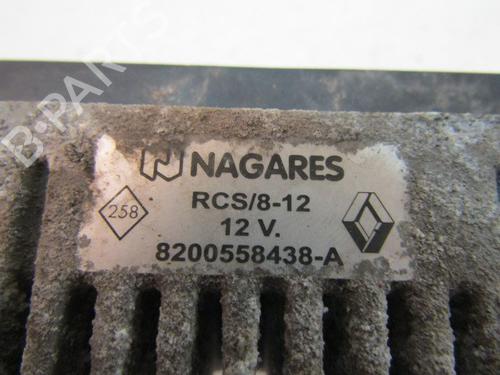 B-PARTS
NAGARES
258
RCS/8-12
12 V.
8200558438-A